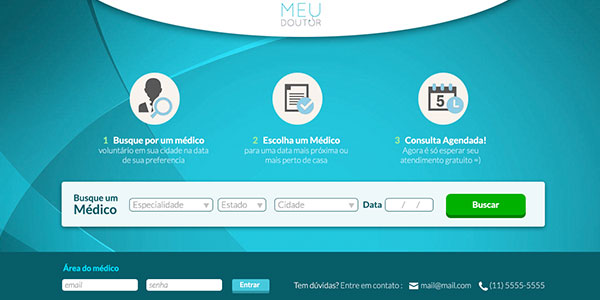 MEU
DOUTOR
1 Busque por um médico
voluntário em sua cidade na data
de sua preferencia
2 Escolha um Médico
para uma data mais próxima ou
mais perto de casa
5
3 Consulta Agendada!
Agora é só esperar seu
atendimento gratuito =)
Busque um
Médico
Especialidade Estado Cidade Data / / Buscar
Área do médico
email senha Entrar Tem dúvidas? Entre em contato : mail@mail.com (11) 5555-5555